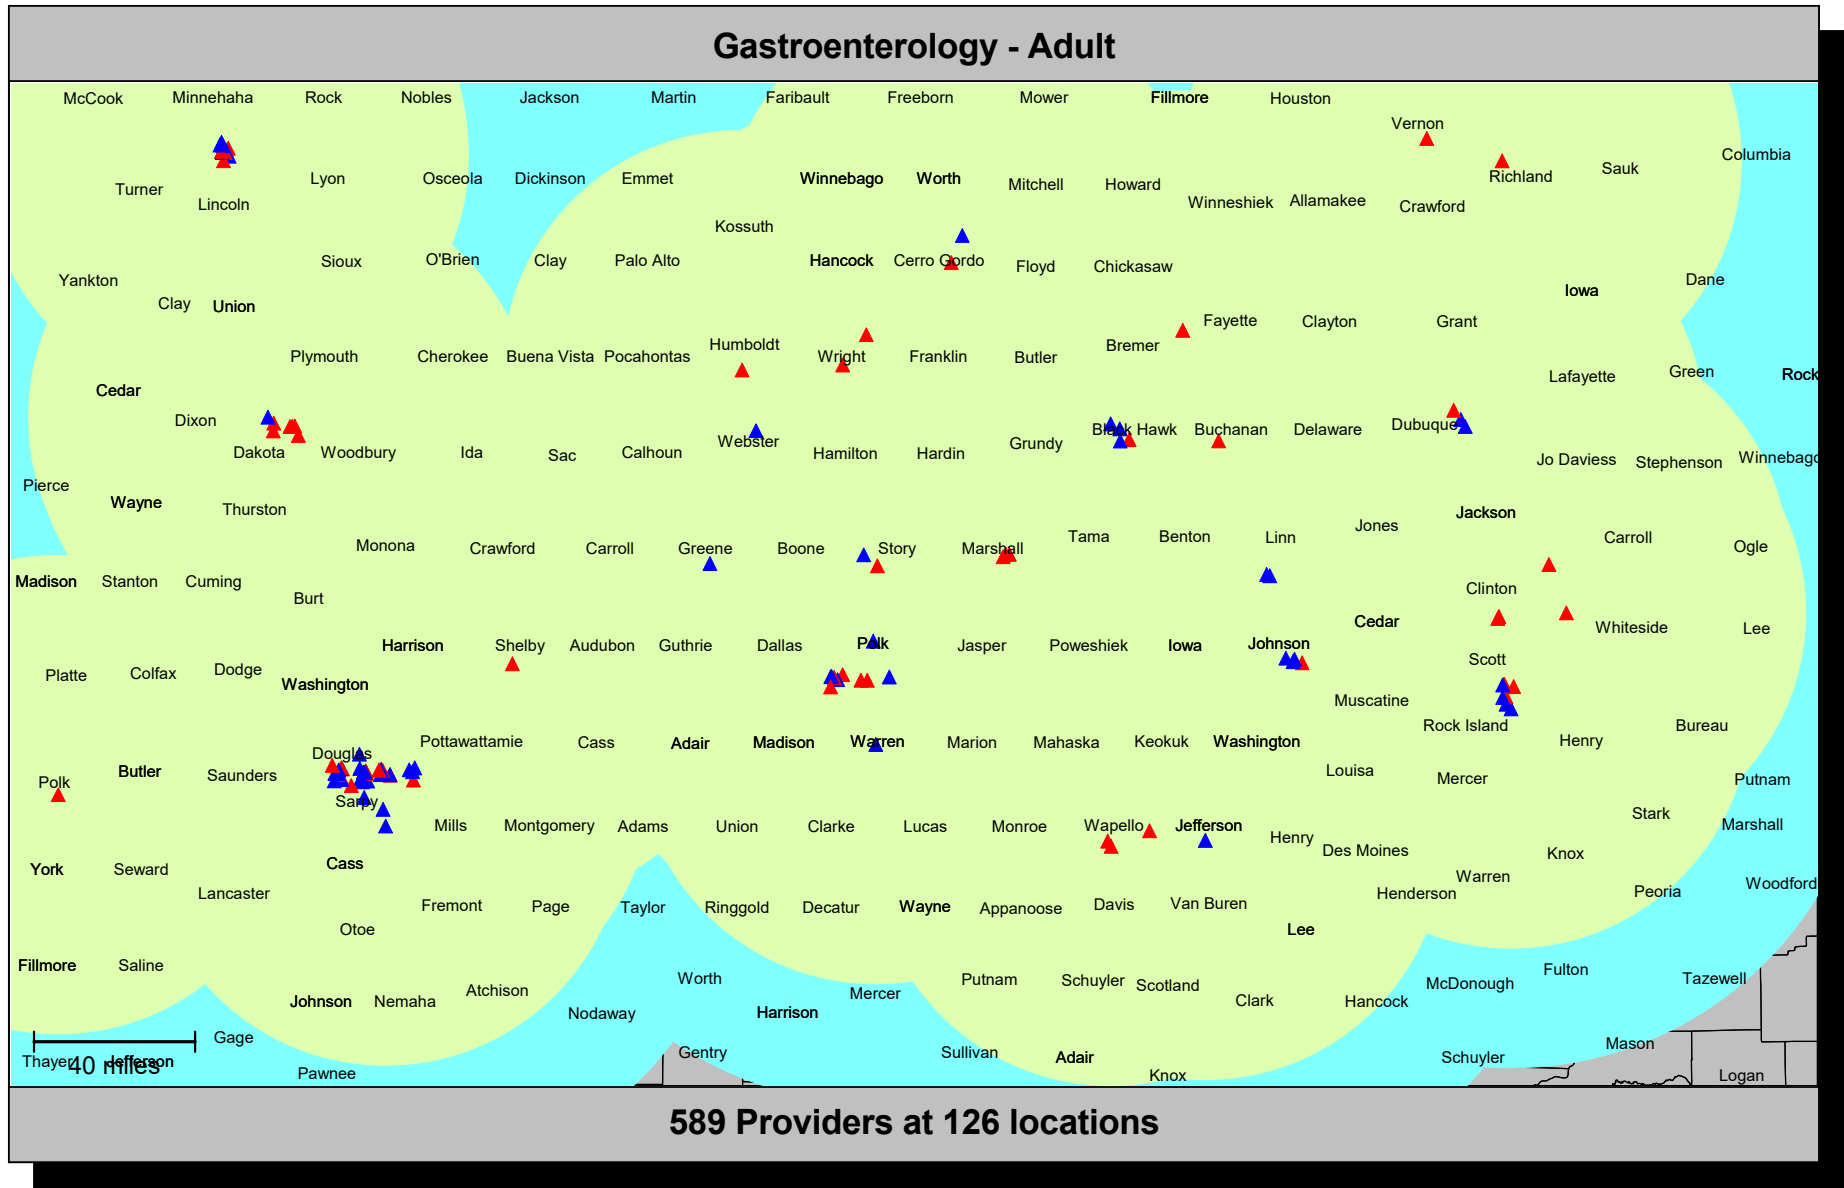 Gastroenterology - Adult
McCook Minnehaha Rock Nobles Jackson Martin Faribault Freeborn Mower Fillmore Houston
Vernon
Columbia
Sauk
Turner Lyon Osceola Dickinson Emmet Winnebago Worth Mitchell Howard Richland
Lincoln Winneshiek Allamakee Crawford
Kossuth
Sioux O'Brien Clay Palo Alto Hancock Cerro Gordo Floyd Chickasaw
Yankton Dane
Clay Union Iowa
Fayette Clayton Grant
Humboldt Bremer
Plymouth Cherokee Buena Vista Pocahontas Wright Franklin Butler
Cedar Lafayette Green Rock
Dixon Black Hawk Buchanan Delaware Dubuque
Webster Grundy
Dakota Woodbury Ida Sac Calhoun Hamilton Hardin Jo Daviess Stephenson Winnebago
Pierce
Wayne Thurston Jackson
Jones
Monona Crawford Carroll Greene Boone Story Marshall Tama Benton Linn Carroll Ogle
Madison Stanton Cuming Clinton
Burt
Cedar Whiteside Lee
Harrison Shelby Audubon Guthrie Dallas Polk Jasper Poweshiek Iowa Johnson
Scott
Platte Colfax Dodge
Washington Muscatine
Rock Island Bureau
Douglas Pottawattamie Cass Adair Madison Warren Marion Mahaska Keokuk Washington Henry
Polk Butler Saunders Louisa Mercer Putnam
Sarpy
Mills Montgomery Adams Union Clarke Lucas Monroe Wapello Jefferson Henry Stark Marshall
York Seward Cass Des Moines Knox
Lancaster Warren Woodford
Henderson Peoria
Fremont Page Taylor Ringgold Decatur Wayne Appanoose Davis Van Buren
Otoe Lee
Fillmore Saline Worth Putnam Schuyler Scotland McDonough Fulton Tazewell
Johnson Nemaha Atchison Mercer Clark Hancock
Nodaway Harrison
Gage Mason
Thayer Jefferson Gentry Sullivan Adair Schuyler
40 miles
Pawnee Knox Logan
589 Providers at 126 locations